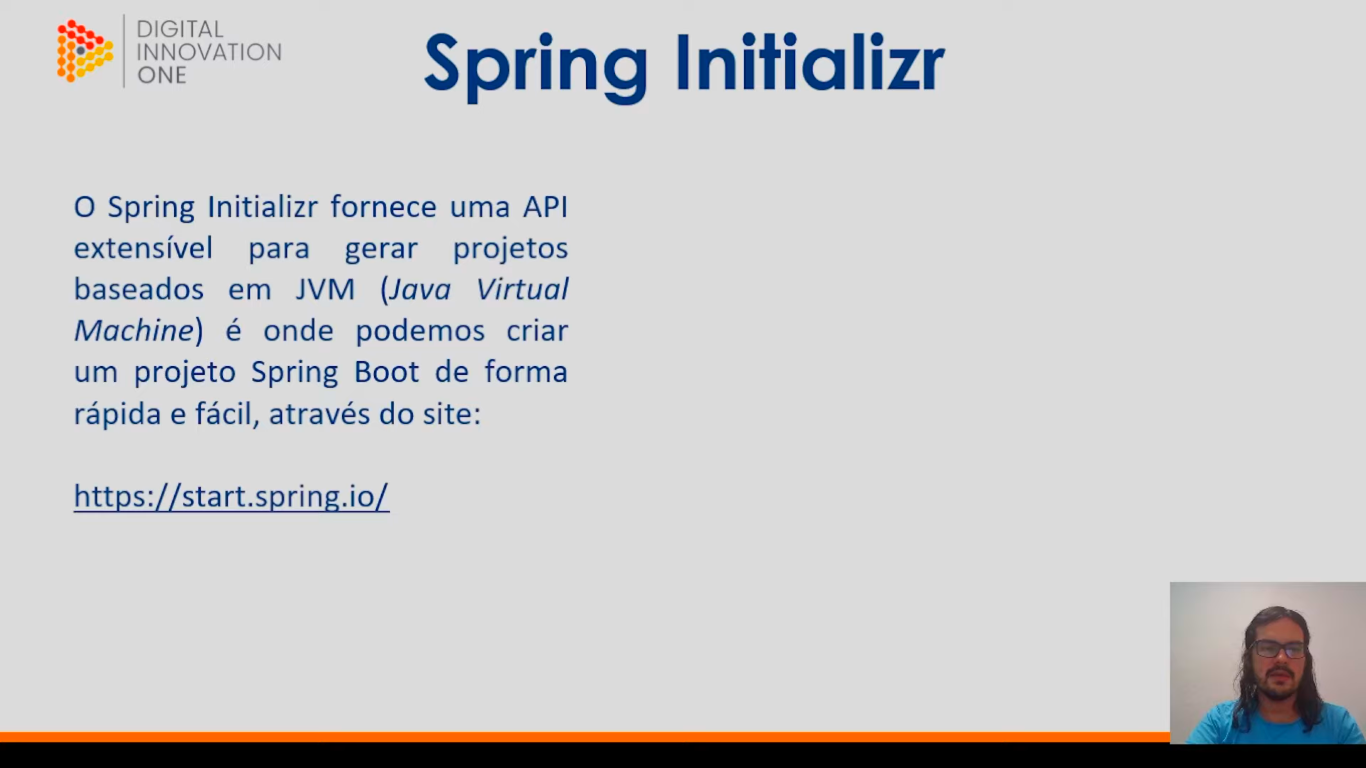 DIGITAL
INNOVATION
ONE
Spring Initializr
O Spring Initializr fornece uma API
extensível para gerar projetos
baseados em JVM (Java Virtual
Machine) é onde podemos criar
um projeto Spring Boot de forma
rápida e fácil, através do site:
https://start.spring.io/